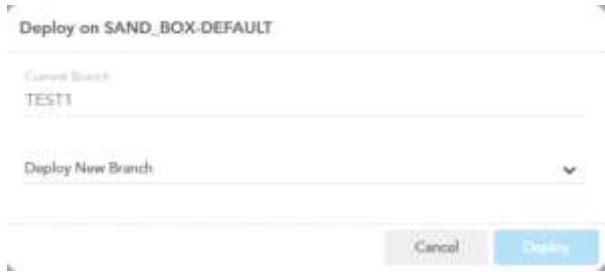 Deploy on SAND_BOX-DEFAULT
Current Branch
TEST1
Deploy New Branch
Cancel
Deploy